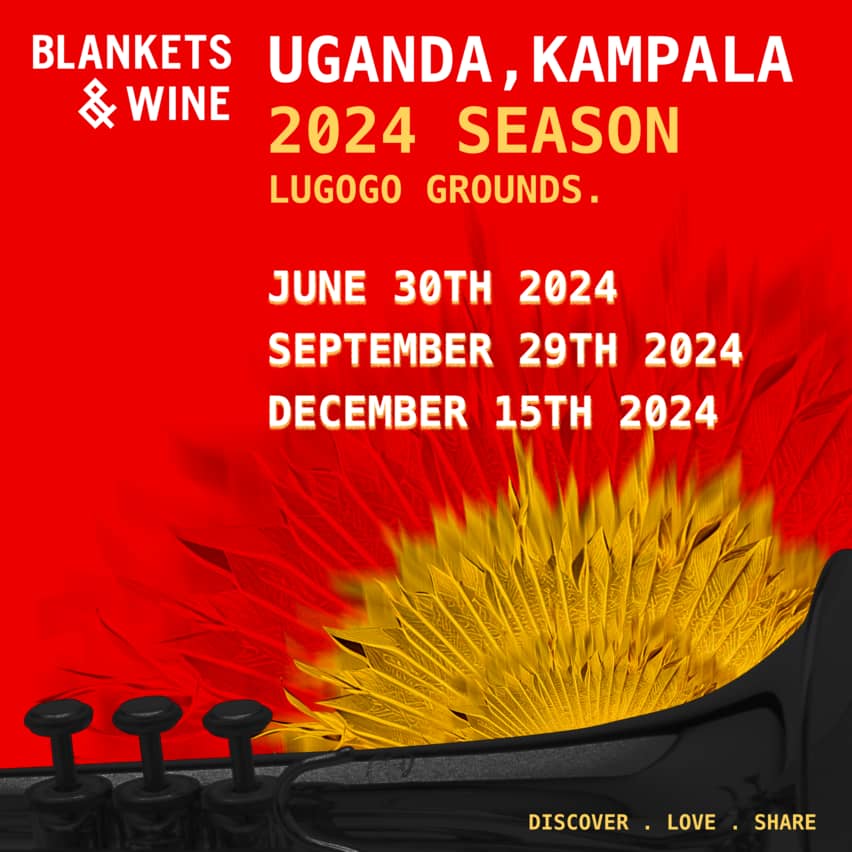 BLANKETS
& WINE
UGANDA,KAMPALA
2024 SEASON
LUGOGO GROUNDS.
JUNE 30TH 2024
SEPTEMBER 29TH 2024
DECEMBER 15TH 2024
DISCOVER . LOVE . SHARE